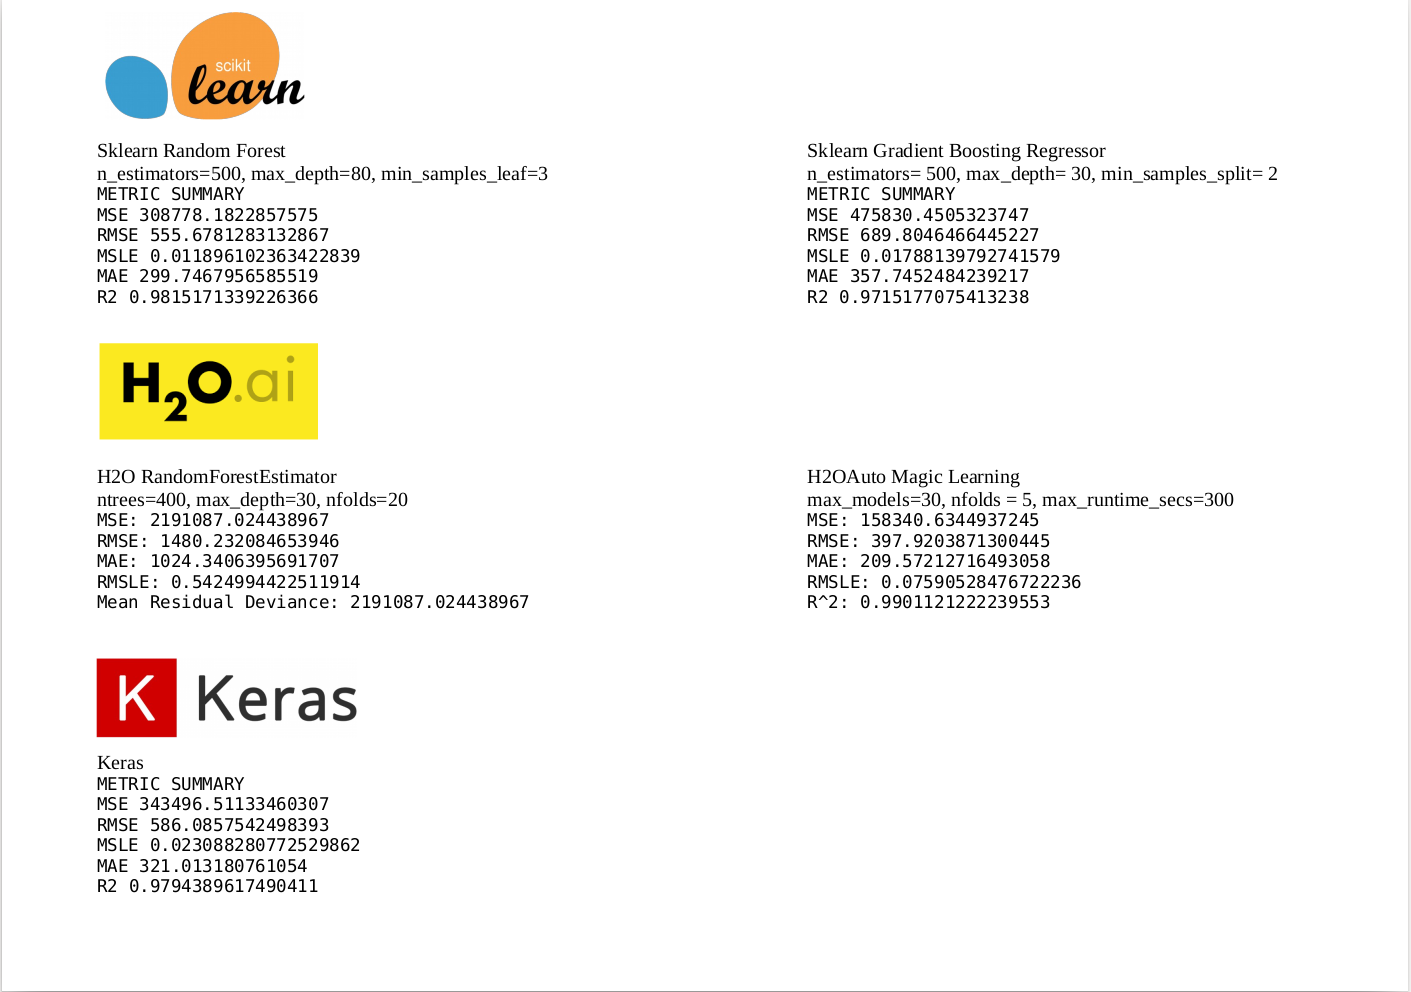 scikit
learn
Sklearn Random Forest
n_estimators=500, max_depth=80, min_samples_leaf=3
METRIC SUMMARY
MSE 308778.1822857575
RMSE 555.6781283132867
MSLE 0.011896102363422839
MAE 299.7467956585519
R2 0.9815171339226366
Sklearn Gradient Boosting Regressor
n_estimators= 500, max_depth= 30, min_samples_split= 2
METRIC SUMMARY
MSE 475830.4505323747
RMSE 689.8046466445227
MSLE 0.01788139792741579
MAE 357.7452484239217
R2 0.9715177075413238
H2O.ai
H2O RandomForestEstimator
ntrees=400, max_depth=30, nfolds=20
MSE: 2191087.024438967
RMSE: 1480.232084653946
MAE: 1024.3406395691707
RMSLE: 0.5424994422511914
Mean Residual Deviance: 2191087.024438967
H2OAuto Magic Learning
max_models=30, nfolds = 5, max_runtime_secs=300
MSE: 158340.6344937245
RMSE: 397.9203871300445
MAE: 209.57212716493058
RMSLE: 0.07590528476722236
R^2: 0.9901121222239553
K Keras
Keras
METRIC SUMMARY
MSE 343496.51133460307
RMSE 586.0857542498393
MSLE 0.023088280772529862
MAE 321.013180761054
R2 0.9794389617490411